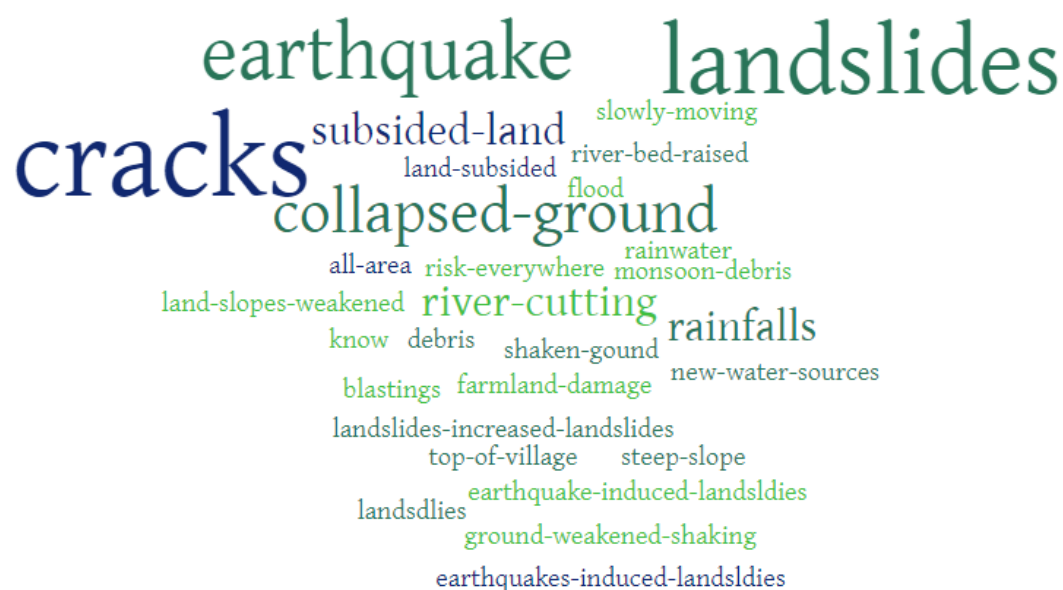 earthquake
landslides
slowly-moving
cracks
subsided-land
river-bed-raised
land-subsided
flood
collapsed-ground
rainwater
all-area
risk-everywhere
monsoon-debris
land-slopes-weakened
river-cutting
rainfalls
know
debris
shaken-gound
new-water-sources
blastings
farmland-damage
landslides-increased-landslides
top-of-village
steep-slope
earthquake-induced-landsldies
landsdlies
ground-weakened-shaking
earthquakes-induced-landsldies